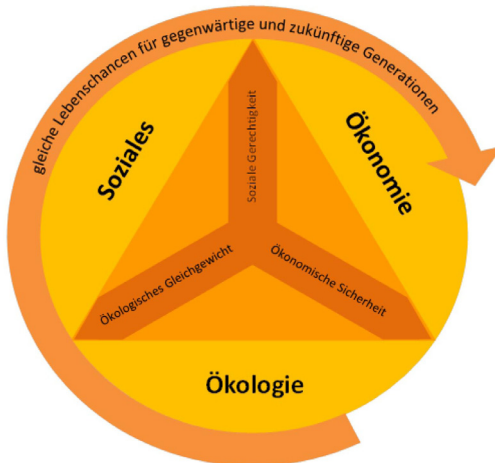 gleiche Lebenschancen für gegenwärtige und zukünftige Generationen
Soziales
Ökonomie
Soziale Gerechtigkeit
Ökologisches Gleichgewicht
Ökonomische Sicherheit
Ökologie